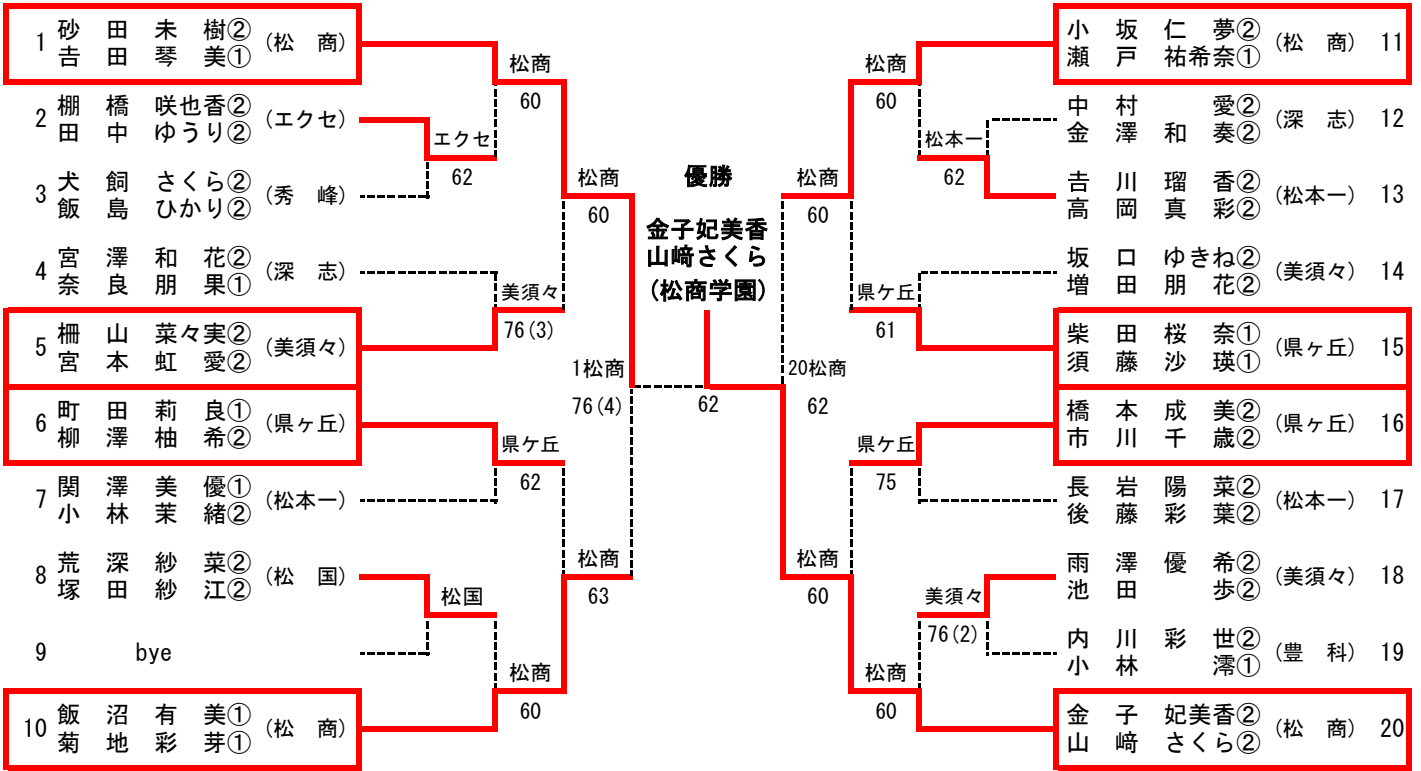 1 砂田未樹② (松商)
吉田琴美①
2 棚橋咲也香② (エクセ)
田中ゆうり②
3 犬飼さくら② (秀峰)
飯島ひかり②
4 宮澤和花② (深志)
奈良朋果①
5 柵山菜々実② (美須々)
宮本虹愛②
6 町田莉良① (県ヶ丘)
柳澤柚希②
7 関澤美優① (松本一)
小林茉緒②
8 荒深紗菜② (松国)
塚田紗江②
9 bye
10 飯沼有美① (松商)
菊地彩芽①
エクセ
62
松国
松商
60
美須々
76(3)
県ケ丘
62
松商
60
松商
60
松商
63
1松商
76(4)
優勝
金子妃美香
山﨑さくら
(松商学園)
62
20松商
62
松商
60
松商
60
松商
60
県ケ丘
61
県ケ丘
75
松商
60
松本一
62
美須々
76(2)
小坂仁夢② (松商) 11
瀬戸祐希奈①
中村愛② (深志) 12
金澤和奏②
吉川瑠香② (松本一) 13
高岡真彩②
坂口ゆきね② (美須々) 14
増田朋花②
柴田桜奈① (県ヶ丘) 15
須藤沙瑛①
橋本成美② (県ヶ丘) 16
市川千歳②
長岩陽菜② (松本一) 17
後藤彩葉②
雨澤優希② (美須々) 18
池田歩②
内川彩世② (豊科) 19
小林澪①
金子妃美香② (松商) 20
山﨑さくら②